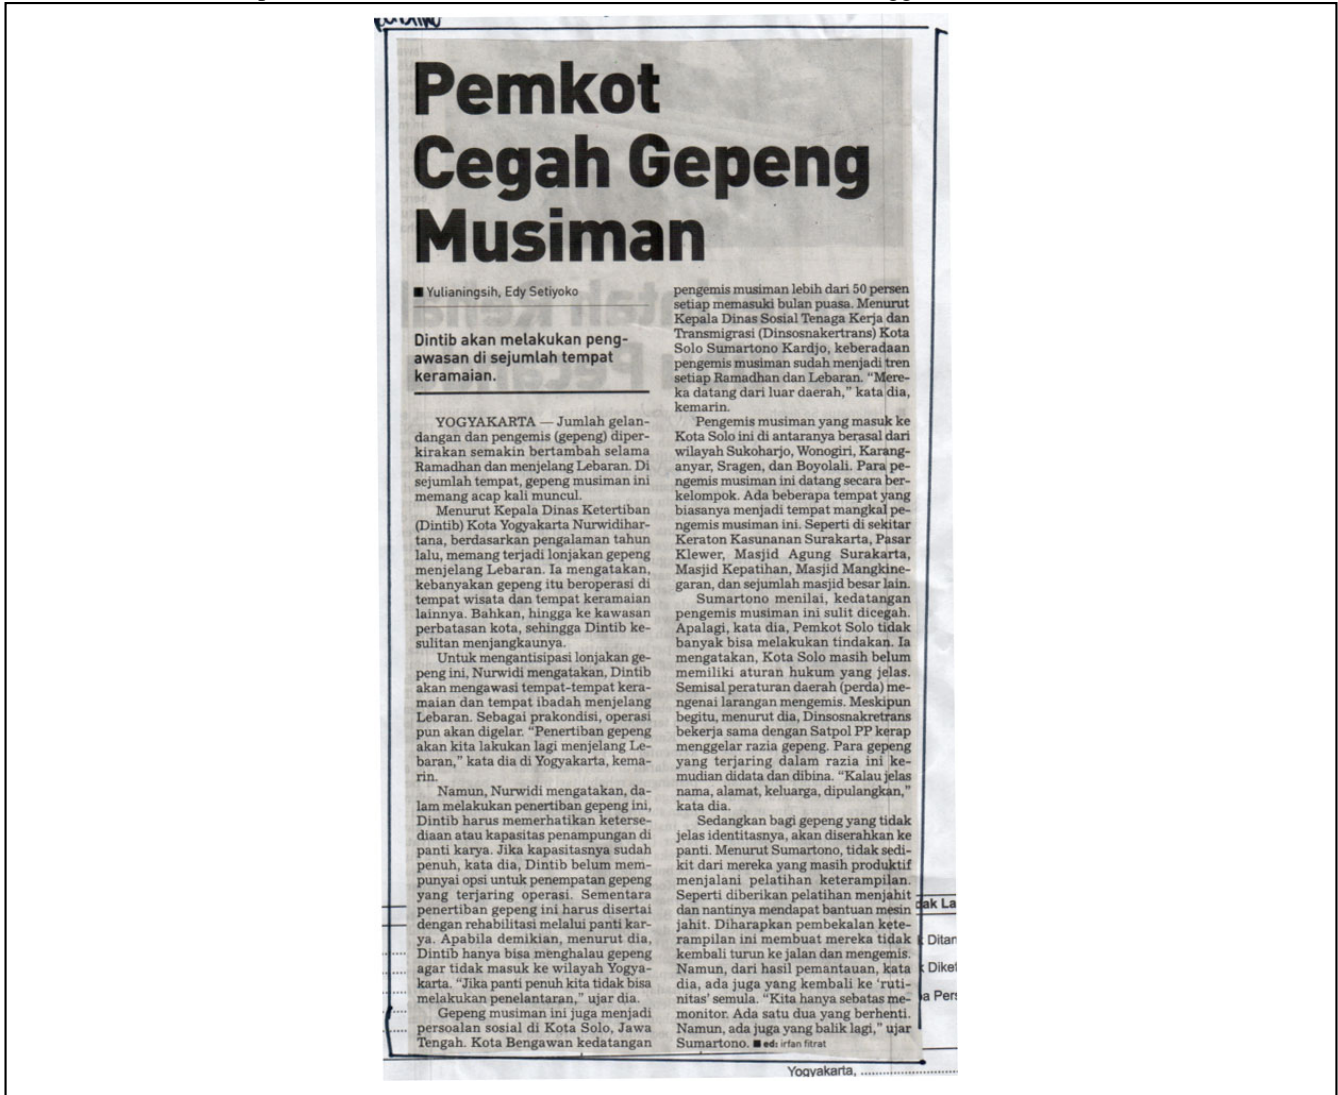 Pemkot
Cegah Gepeng
Musiman
■ Yulianingsih, Edy Setiyoko
Dintib akan melakukan peng-
awasan di sejumlah tempat
keramaian.
YOGYAKARTA — Jumlah gelan-
dangan dan pengemis (gepeng) diper-
kirakan semakin bertambah selama
Ramadhan dan menjelang Lebaran. Di
sejumlah tempat, gepeng musiman ini
memang acap kali muncul.
Menurut Kepala Dinas Ketertiban
(Dintib) Kota Yogyakarta Nurwidihar-
tana, berdasarkan pengalaman tahun
lalu, memang terjadi lonjakan gepeng
menjelang Lebaran. Ia mengatakan,
kebanyakan gepeng itu beroperasi di
tempat wisata dan tempat keramaian
lainnya. Bahkan, hingga ke kawasan
perbatasan kota, sehingga Dintib ke-
sulitan menjangkaunya.
Untuk mengantisipasi lonjakan ge-
peng ini, Nurwidi mengatakan, Dintib
akan mengawasi tempat-tempat kera-
maian dan tempat ibadah menjelang
Lebaran. Sebagai prakondisi, operasi
pun akan digelar. “Penertiban gepeng
akan kita lakukan lagi menjelang Le-
baran,” kata dia di Yogyakarta, kema-
rin.
Namun, Nurwidi mengatakan, da-
lam melakukan penertiban gepeng ini,
Dintib harus memerhatikan keterse-
diaan atau kapasitas penampungan di
panti karya. Jika kapasitasnya sudah
penuh, kata dia, Dintib belum mem-
punyai opsi untuk penempatan gepeng
yang terjaring operasi. Sementara
penertiban gepeng ini harus disertai
dengan rehabilitasi melalui panti kar-
ya. Apabila demikian, menurut dia,
Dintib hanya bisa menghalau gepeng
agar tidak masuk ke wilayah Yogya-
karta. “Jika panti penuh kita tidak bisa
melakukan penelantaran,” ujar dia.
Gepeng musiman ini juga menjadi
persoalan sosial di Kota Solo, Jawa
Tengah. Kota Bengawan kedatangan
pengemis musiman lebih dari 50 persen
setiap memasuki bulan puasa. Menurut
Kepala Dinas Sosial Tenaga Kerja dan
Transmigrasi (Dinsosnakertrans) Kota
Solo Sumartono Kardjo, keberadaan
pengemis musiman sudah menjadi tren
setiap Ramadhan dan Lebaran. “Mere-
ka datang dari luar daerah,” kata dia,
kemarin.
Pengemis musiman yang masuk ke
Kota Solo ini di antaranya berasal dari
wilayah Sukoharjo, Wonogiri, Karang-
anyar, Sragen, dan Boyolali. Para pe-
ngemis musiman ini datang secara ber-
kelompok. Ada beberapa tempat yang
biasanya menjadi tempat mangkal pe-
ngemis musiman ini. Seperti di sekitar
Keraton Kasunanan Surakarta, Pasar
Klewer, Masjid Agung Surakarta,
Masjid Kepatihan, Masjid Mangkine-
garan, dan sejumlah masjid besar lain.
Sumartono menilai, kedatangan
pengemis musiman ini sulit dicegah.
Apalagi, kata dia, Pemkot Solo tidak
banyak bisa melakukan tindakan. Ia
mengatakan, Kota Solo masih belum
memiliki aturan hukum yang jelas.
Semisal peraturan daerah (perda) me-
ngenai larangan mengemis. Meskipun
begitu, menurut dia, Dinsosnakretrans
bekerja sama dengan Satpol PP kerap
menggelar razia gepeng. Para gepeng
yang terjaring dalam razia ini ke-
mudian didata dan dibina. “Kalau jelas
nama, alamat, keluarga, dipulangkan,”
kata dia.
Sedangkan bagi gepeng yang tidak
jelas identitasnya, akan diserahkan ke
panti. Menurut Sumartono, tidak sedi-
kit dari mereka yang masih produktif
menjalani pelatihan keterampilan.
Seperti diberikan pelatihan menjahit
dan nantinya mendapat bantuan mesin
jahit. Diharapkan pembekalan kete-
rampilan ini membuat mereka tidak
kembali turun ke jalan dan mengemis.
Namun, dari hasil pemantauan, kata
dia, ada juga yang kembali ke ‘ruti-
nitas’ semula. “Kita hanya sebatas me-
monitor. Ada satu dua yang berhenti.
Namun, ada juga yang balik lagi,” ujar
Sumartono. ■ ed: irfan fitrat
ak La
Ditan
Diket
a Pers
Yogyakarta, ........................